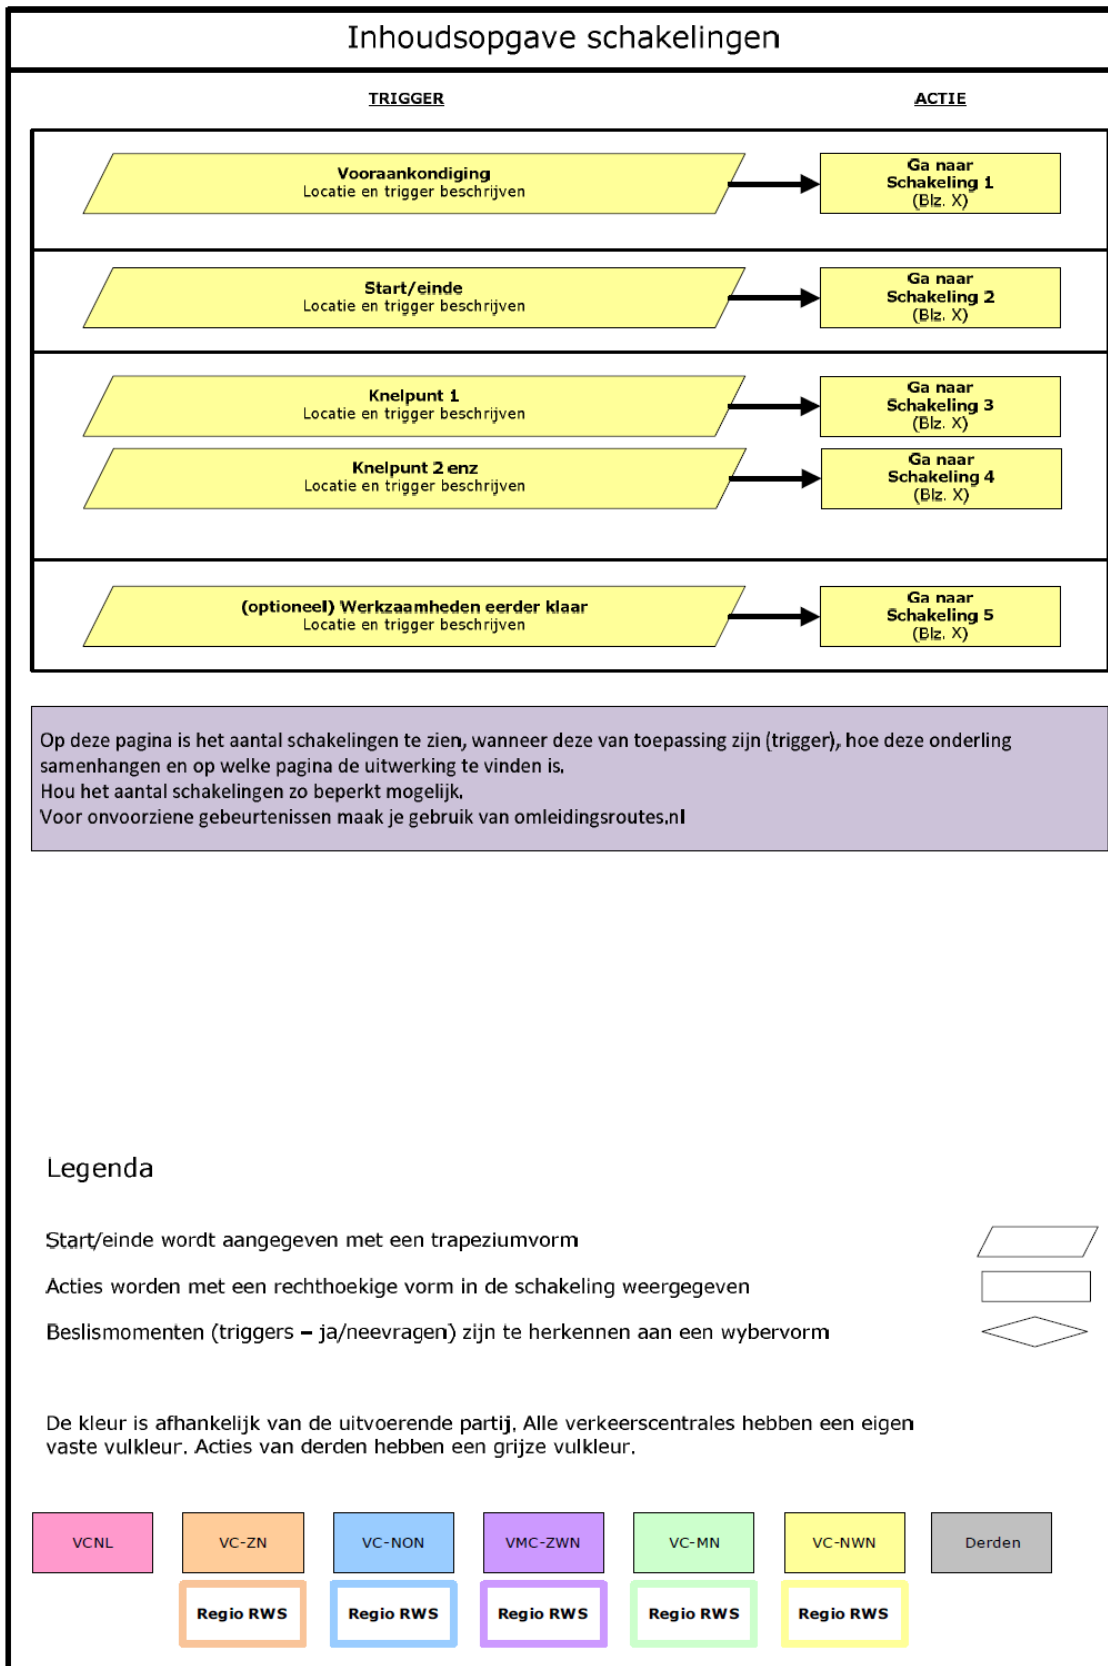 Inhoudsopgave schakelingen
TRIGGER
ACTIE
Vooraankondiging
Locatie en trigger beschrijven
Ga naar
Schakeling 1
(Blz. X)
Start/einde
Locatie en trigger beschrijven
Ga naar
Schakeling 2
(Blz. X)
Knelpunt 1
Locatie en trigger beschrijven
Ga naar
Schakeling 3
(Blz. X)
Knelpunt 2 enz
Locatie en trigger beschrijven
Ga naar
Schakeling 4
(Blz. X)
(optioneel) Werkzaamheden eerder klaar
Locatie en trigger beschrijven
Ga naar
Schakeling 5
(Blz. X)
Op deze pagina is het aantal schakelingen te zien, wanneer deze van toepassing zijn (trigger), hoe deze onderling
samenhangen en op welke pagina de uitwerking te vinden is.
Hou het aantal schakelingen zo beperkt mogelijk.
Voor onvoorziene gebeurtenissen maak je gebruik van omleidingsroutes.nl
Legenda
Start/einde wordt aangegeven met een trapeziumvorm
Acties worden met een rechthoekige vorm in de schakeling weergegeven
Beslismomenten (triggers – ja/neevragen) zijn te herkennen aan een wybervorm
De kleur is afhankelijk van de uitvoerende partij. Alle verkeerscentrales hebben een eigen
vaste vulkleur. Acties van derden hebben een grijze vulkleur.
VCNL
VC-ZN
VC-NON
VMC-ZWN
VC-MN
VC-NWN
Derden
Regio RWS
Regio RWS
Regio RWS
Regio RWS
Regio RWS